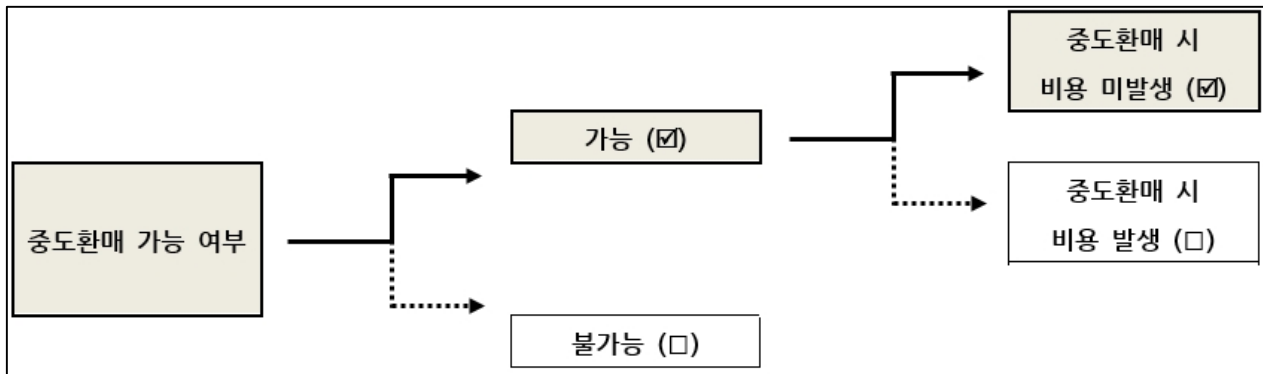 중도환매 가능 여부
가능 (☑)
불가능 (□)
중도환매 시
비용 미발생 (☑)
중도환매 시
비용 발생 (□)